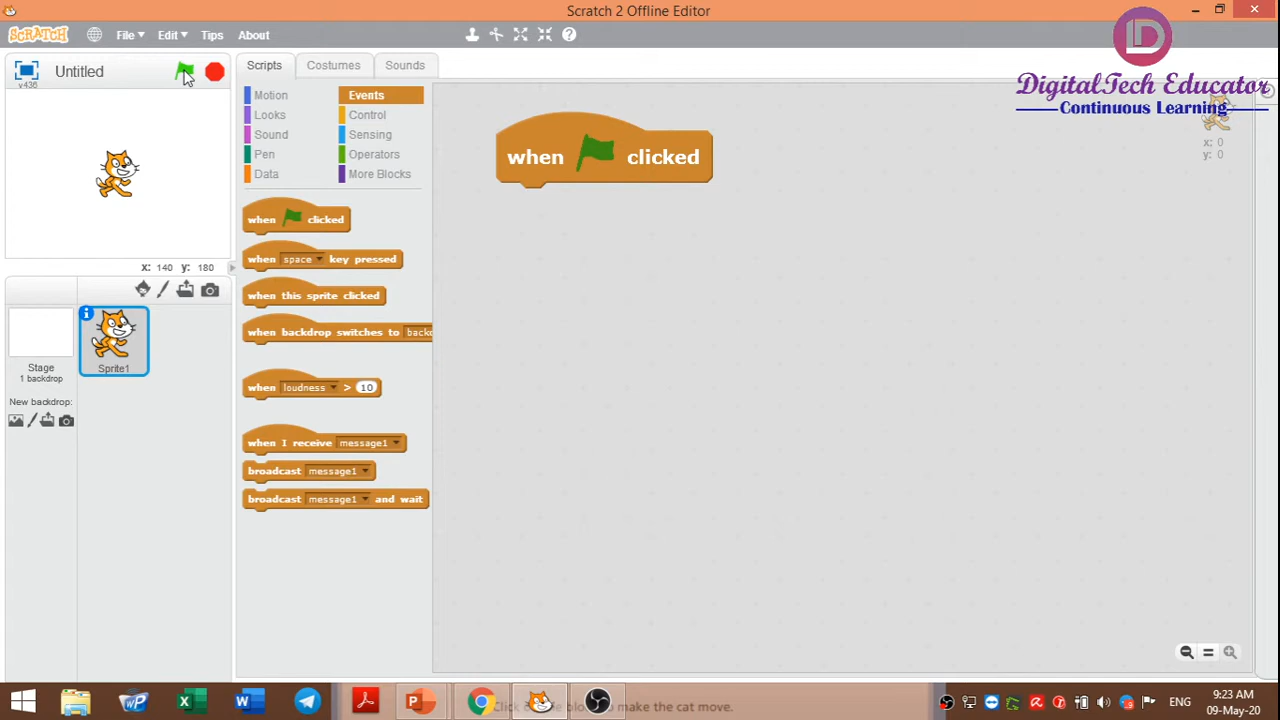 Scratch 2 Offline Editor
SCRATCH File Edit Tips About
DigitalTech Educator
Continuous Learning
Untitled
v436
Scripts Costumes Sounds
Motion Events
Looks Control
Sound Sensing
Pen Operators
Data More Blocks
when clicked
when space key pressed
when this sprite clicked
when backdrop switches to
when loudness > 10
when I receive message1
broadcast message1
broadcast message1 and wait
when clicked
x: 0
y: 0
x: 140 y: 180
Sprite1
Stage
1 backdrop
New backdrop:
to make the cat move.
ENG
9:23 AM
09-May-20